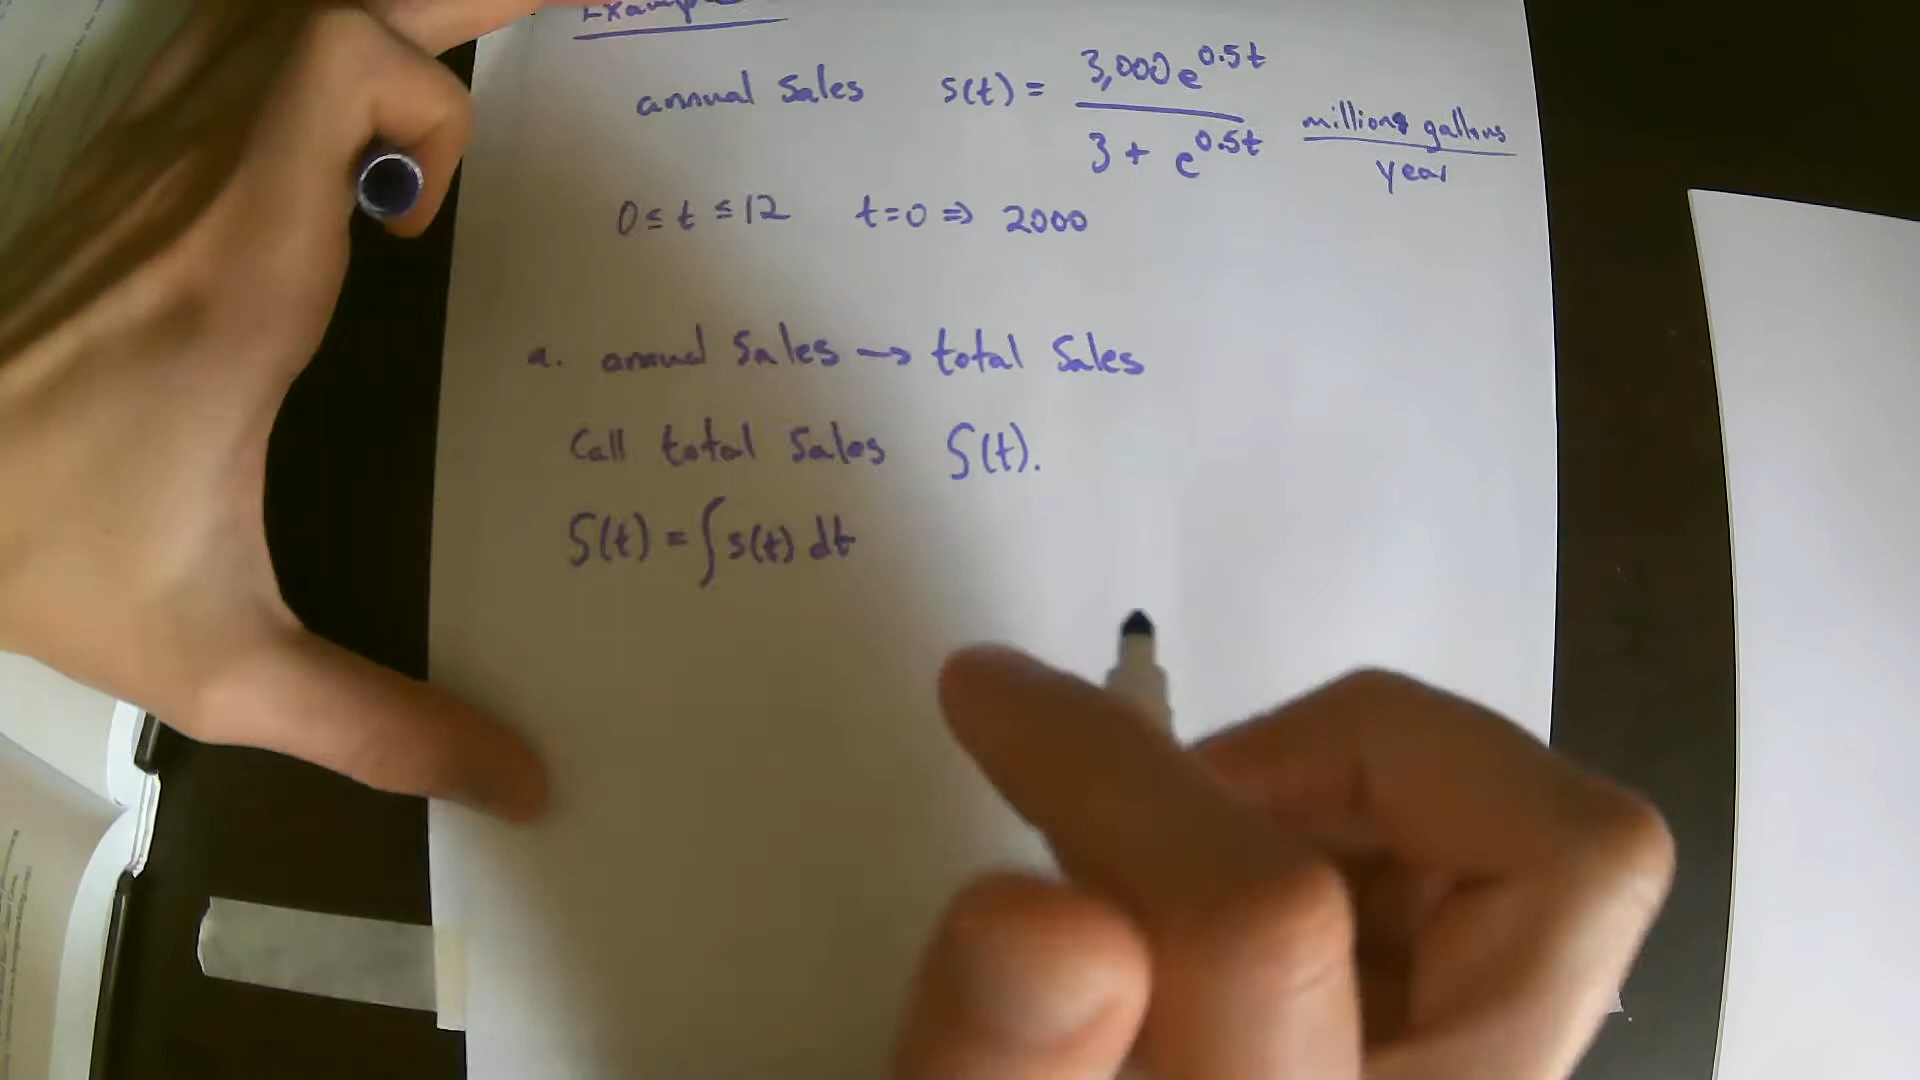 Example
annual Sales s(t) = 3,000e^0.5t / 3 + e^0.5t millions gallons / year
0 ≤ t ≤ 12 t=0 ⇒ 2000
a. annual Sales → total Sales
Call total Sales S(t).
S(t) = ∫s(t) dt